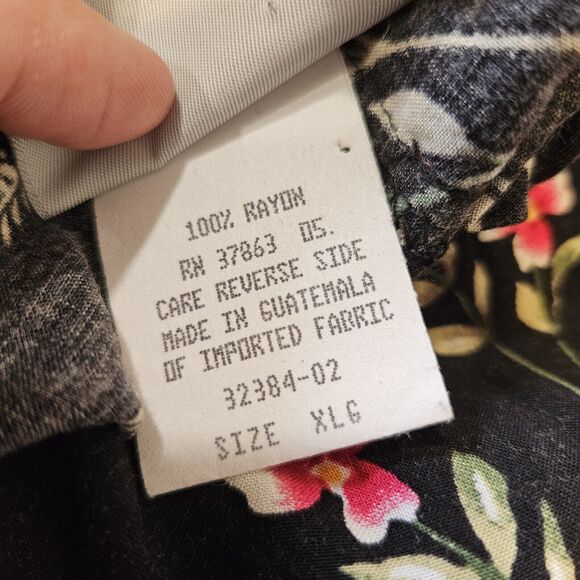 100% RAYON
RN 37863 05.
CARE REVERSE SIDE
MADE IN GUATEMALA
OF IMPORTED FABRIC
32384-02
SIZE XLG